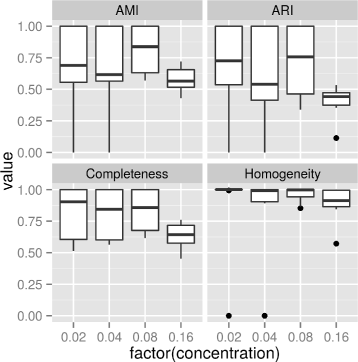 AMI
ARI
1.00
0.75
0.50
0.25
0.00
value
Completeness
Homogeneity
1.00
0.75
0.50
0.25
0.00
0.02 0.04 0.08 0.16
0.02 0.04 0.08 0.16
factor(concentration)